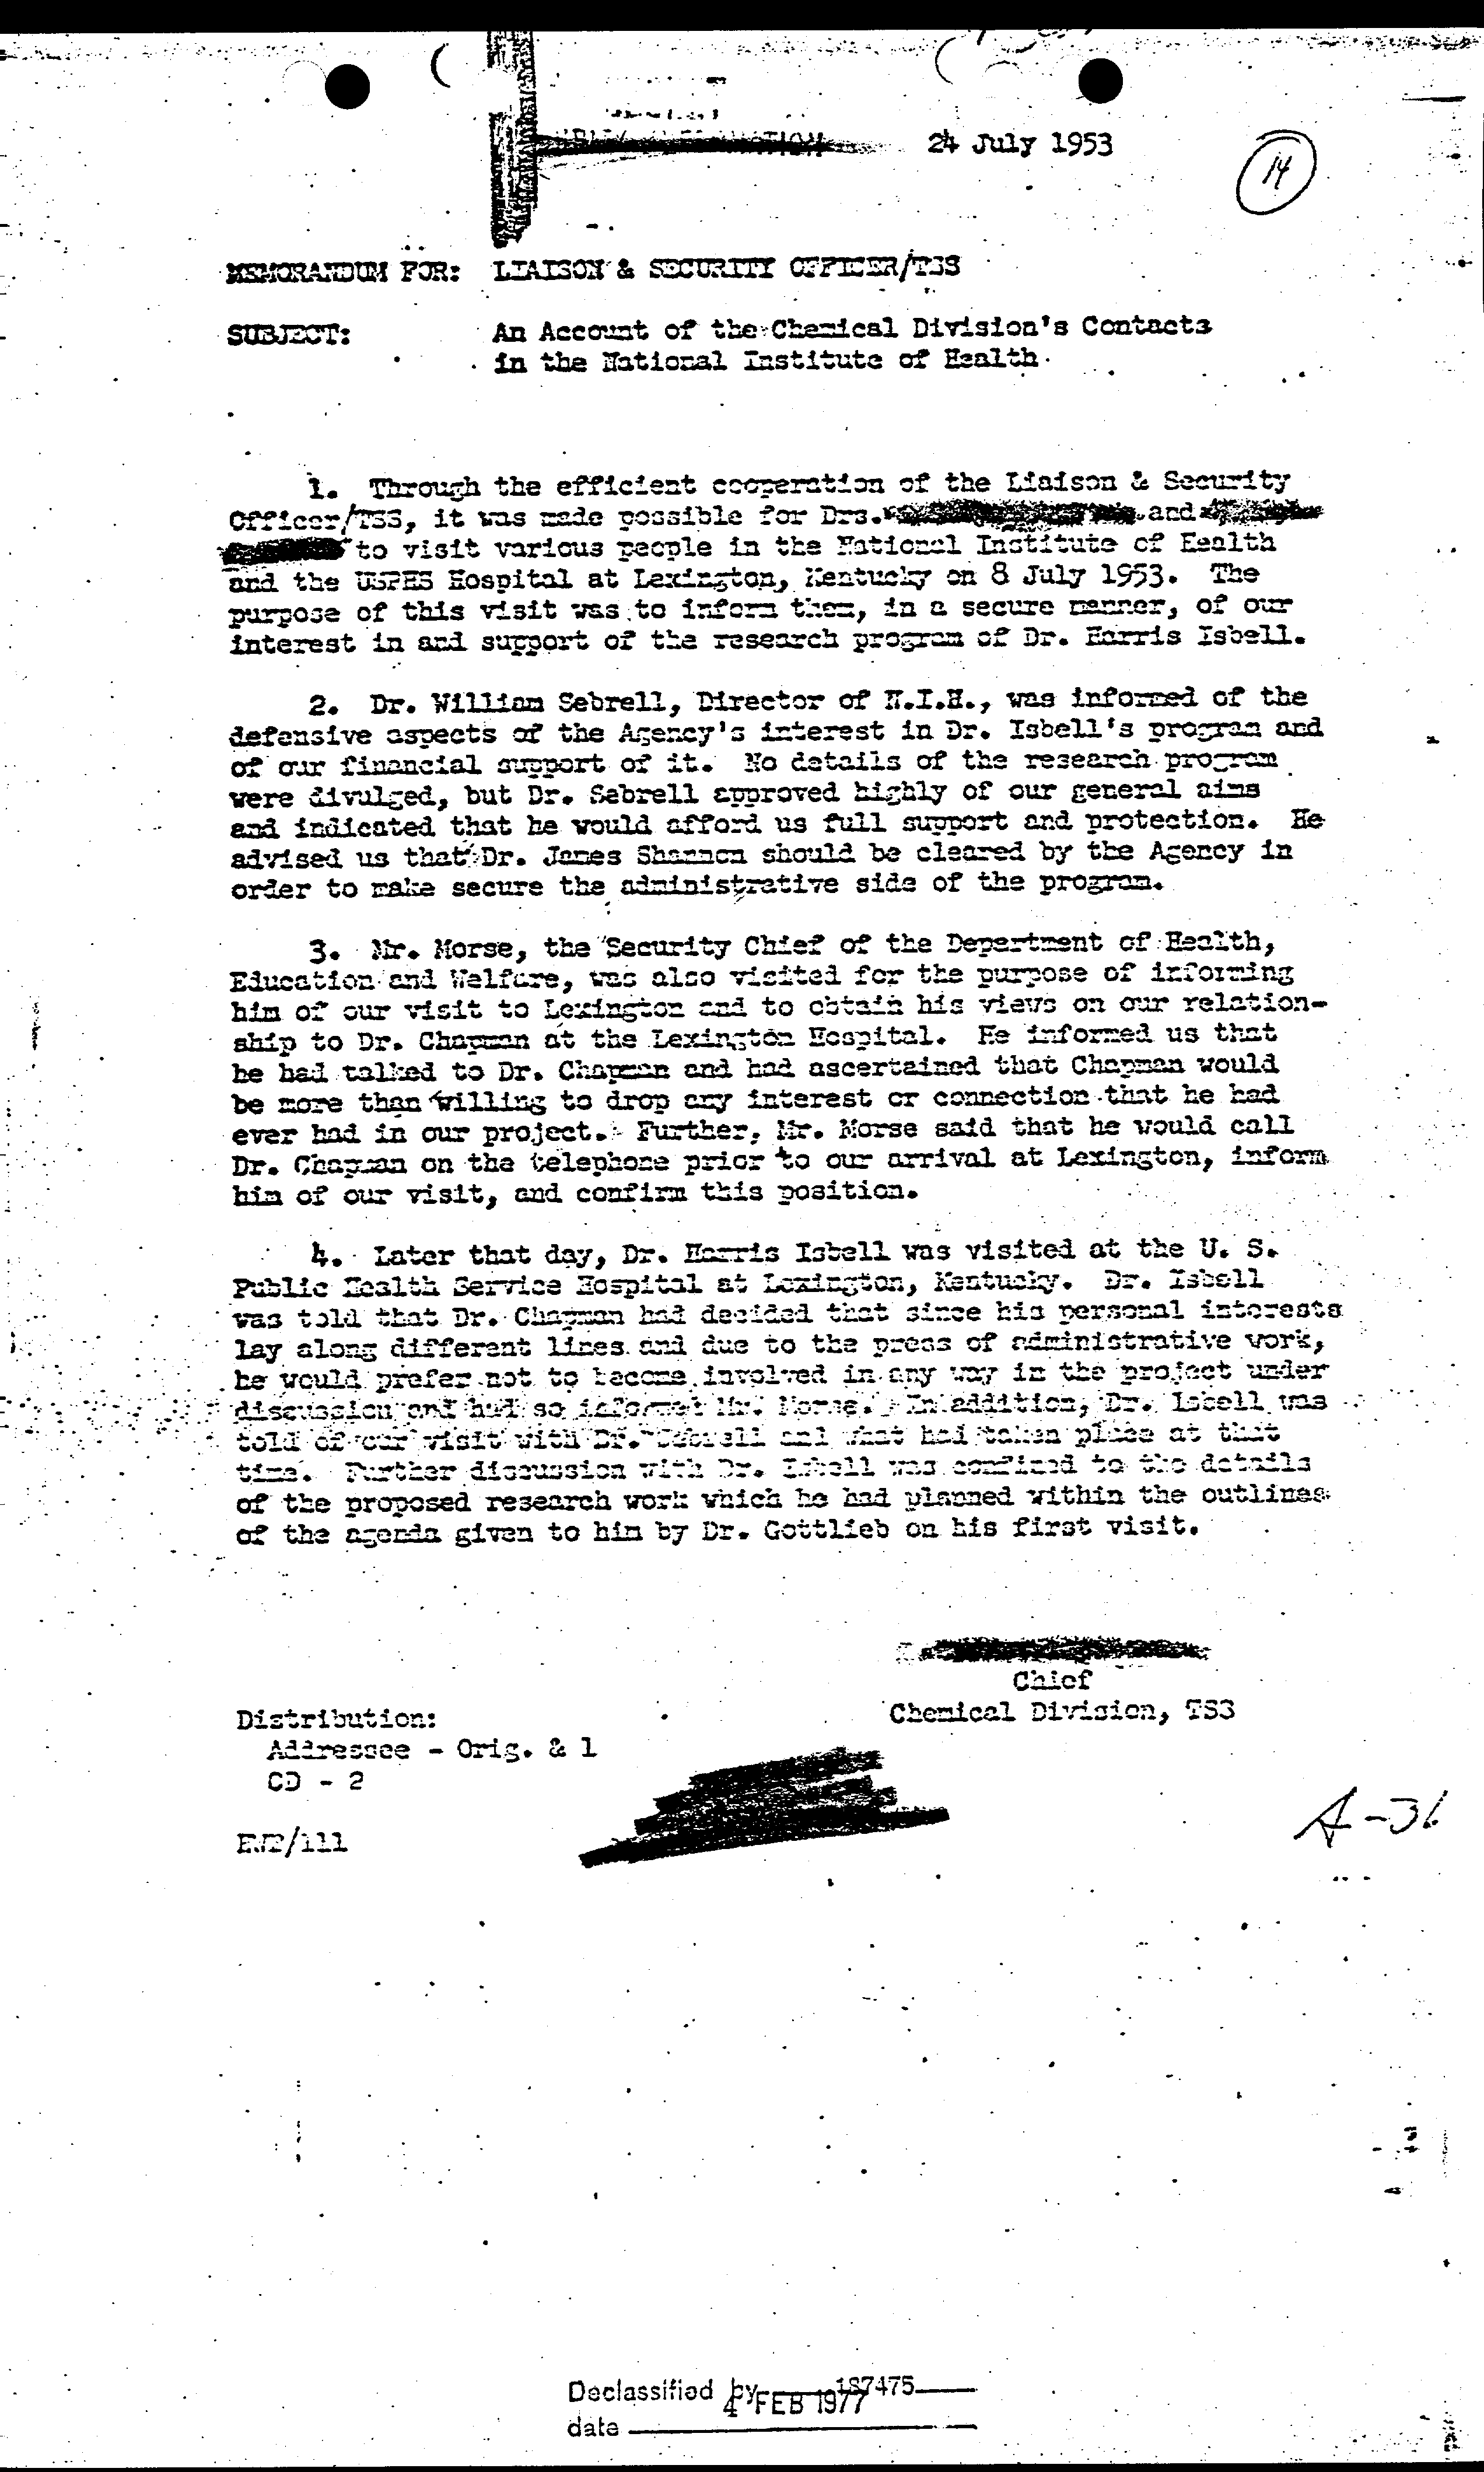 24 July 1953
14
MEMORANDUM FOR: LIAISON & SECURITY OFFICER/TSS
SUBJECT: An Account of the Chemical Division's Contacts
in the National Institute of Health
1. Through the efficient cooperation of the Liaison & Security
Officer/TSS, it was made possible for Drs. and
to visit various people in the National Institute of Health
and the USPHS Hospital at Lexington, Kentucky on 8 July 1953. The
purpose of this visit was to inform them, in a secure manner, of our
interest in and support of the research program of Dr. Harris Isbell.
2. Dr. William Sebrell, Director of N.I.H., was informed of the
defensive aspects of the Agency's interest in Dr. Isbell's program and
of our financial support of it. No details of the research program
were divulged, but Dr. Sebrell approved highly of our general aims
and indicated that he would afford us full support and protection. He
advised us that Dr. James Shannon should be cleared by the Agency in
order to make secure the administrative side of the program.
3. Mr. Morse, the Security Chief of the Department of Health,
Education and Welfare, was also visited for the purpose of informing
him of our visit to Lexington and to obtain his views on our relation-
ship to Dr. Chapman at the Lexington Hospital. He informed us that
he had talked to Dr. Chapman and had ascertained that Chapman would
be more than willing to drop any interest or connection that he had
ever had in our project. Further, Mr. Morse said that he would call
Dr. Chapman on the telephone prior to our arrival at Lexington, inform
him of our visit, and confirm this position.
4. Later that day, Dr. Harris Isbell was visited at the U. S.
Public Health Service Hospital at Lexington, Kentucky. Dr. Isbell
was told that Dr. Chapman had decided that since his personal interests
lay along different lines and due to the press of administrative work,
he would prefer not to become involved in any way in the project under
discussion and had so informed Mr. Morse. In addition, Dr. Isbell was
told of our visit with Dr. Sebrell and what had taken place at that
time. Further discussion with Dr. Isbell was confined to the details
of the proposed research work which he had planned within the outlines
of the agenda given to him by Dr. Gottlieb on his first visit.
Chief
Chemical Division, TSS
Distribution:
Addressee - Orig. & 1
CD - 2
/lll
Declassified by 187475
date 4 FEB 1977